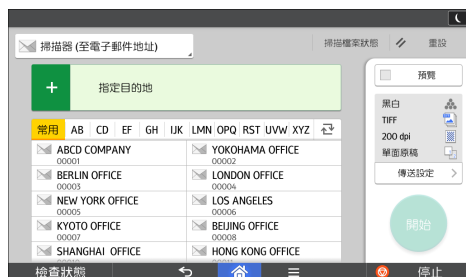 掃描器 (至電子郵件地址)
掃描檔案狀態
重設
+
指定目的地
預覽
黑白
TIFF
200 dpi
單面原稿
傳送設定 >
開始
常用 AB CD EF GH IJK LMN OPQ RST UVW XYZ
ABCD COMPANY
00001
YOKOHAMA OFFICE
00002
BERLIN OFFICE
00003
LONDON OFFICE
00004
NEW YORK OFFICE
00005
LOS ANGELES
00006
KYOTO OFFICE
00007
BEIJING OFFICE
00008
SHANGHAI OFFICE
HONG KONG OFFICE
檢查狀態
停止